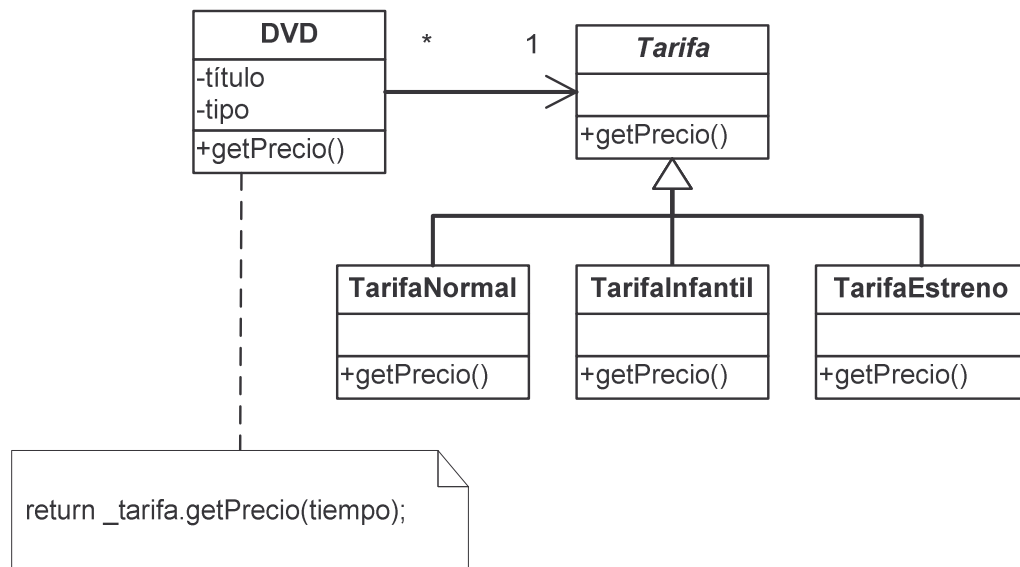 DVD
-título
-tipo
+getPrecio()
* 1
Tarifa
+getPrecio()
TarifaNormal
+getPrecio()
TarifaInfantil
+getPrecio()
TarifaEstreno
+getPrecio()
return _tarifa.getPrecio(tiempo);